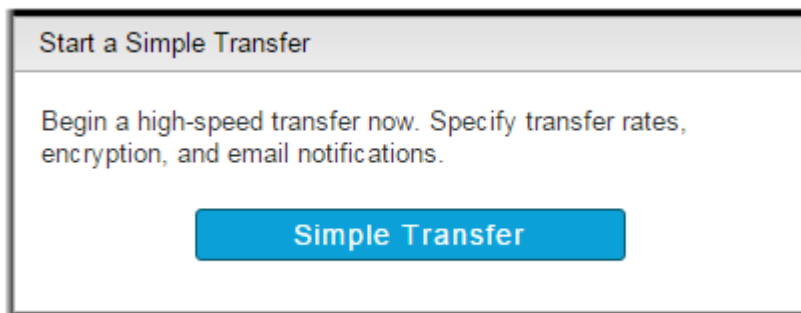 Start a Simple Transfer
Begin a high-speed transfer now. Specify transfer rates,
encryption, and email notifications.
Simple Transfer